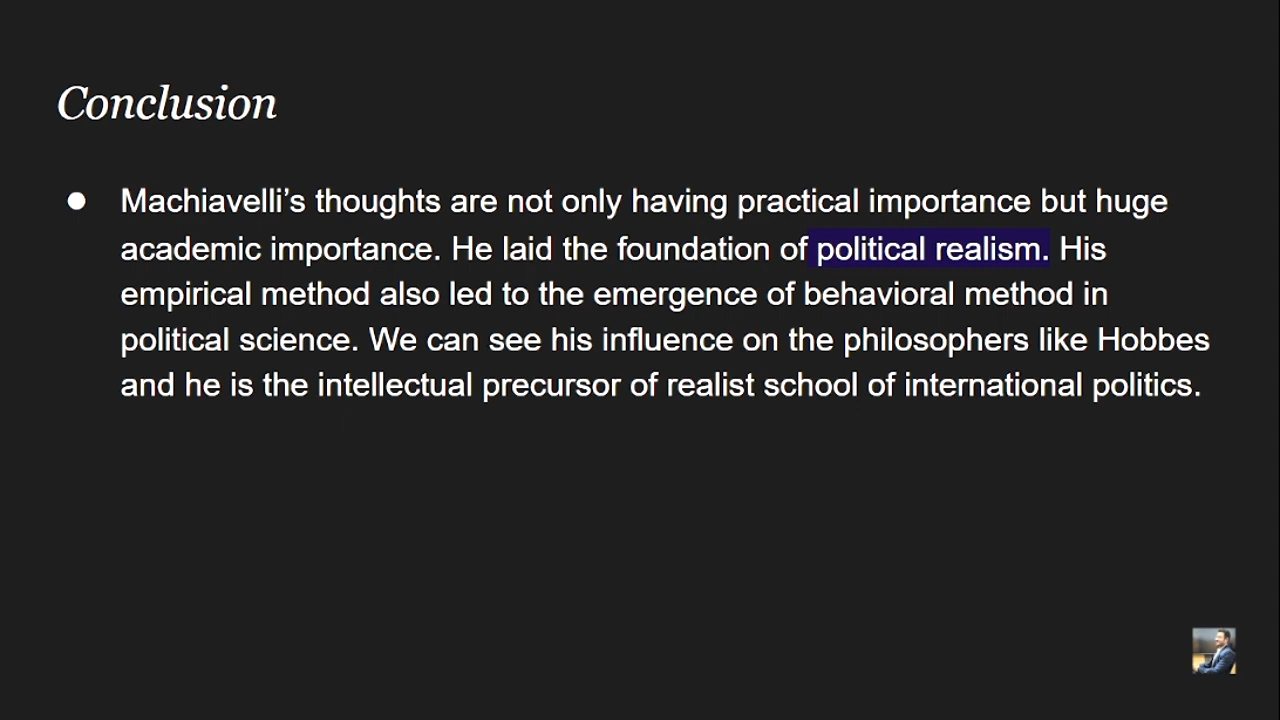 Conclusion
● Machiavelli’s thoughts are not only having practical importance but huge
academic importance. He laid the foundation of political realism. His
empirical method also led to the emergence of behavioral method in
political science. We can see his influence on the philosophers like Hobbes
and he is the intellectual precursor of realist school of international politics.